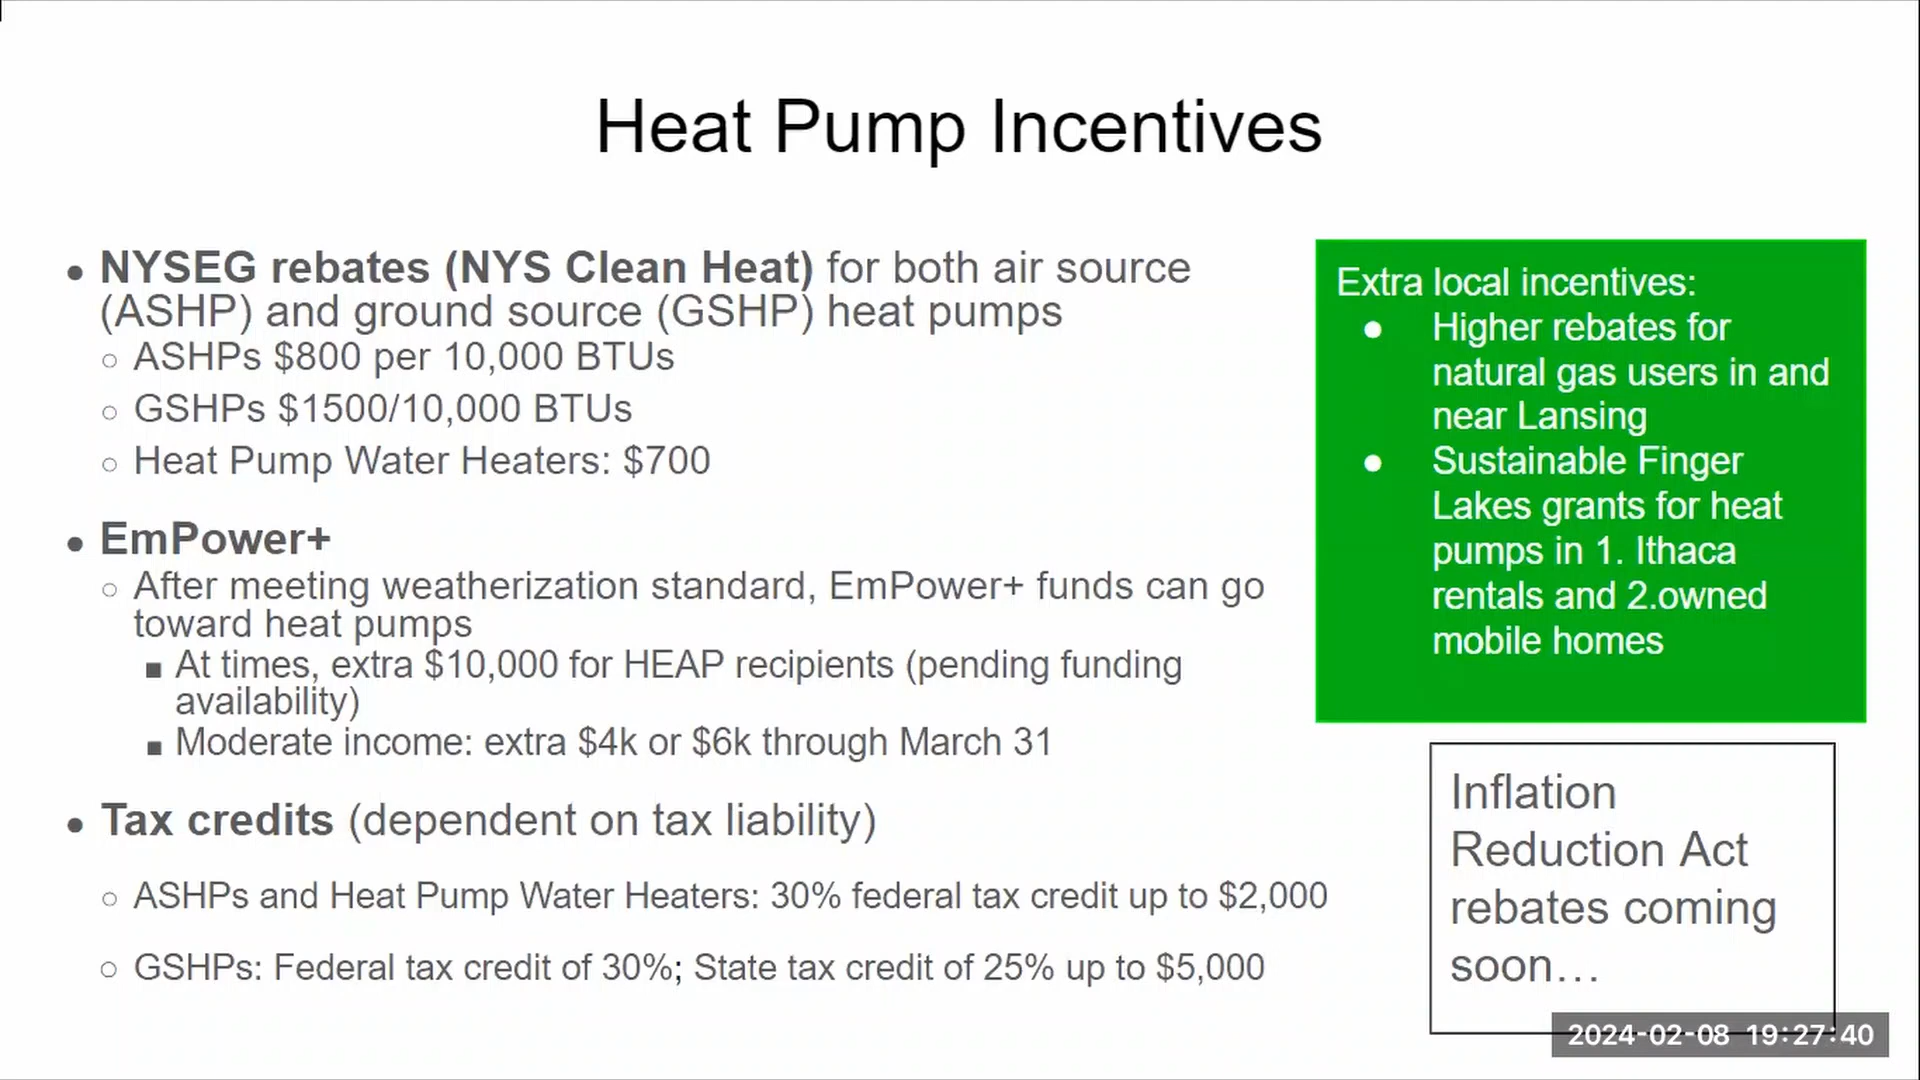 Heat Pump Incentives
• NYSEG rebates (NYS Clean Heat) for both air source
(ASHP) and ground source (GSHP) heat pumps
○ ASHPs $800 per 10,000 BTUs
○ GSHPs $1500/10,000 BTUs
○ Heat Pump Water Heaters: $700
• EmPower+
○ After meeting weatherization standard, EmPower+ funds can go
toward heat pumps
■ At times, extra $10,000 for HEAP recipients (pending funding
availability)
■ Moderate income: extra $4k or $6k through March 31
• Tax credits (dependent on tax liability)
○ ASHPs and Heat Pump Water Heaters: 30% federal tax credit up to $2,000
○ GSHPs: Federal tax credit of 30%; State tax credit of 25% up to $5,000
Extra local incentives:
● Higher rebates for
natural gas users in and
near Lansing
● Sustainable Finger
Lakes grants for heat
pumps in 1. Ithaca
rentals and 2.owned
mobile homes
Inflation
Reduction Act
rebates coming
soon…
2024-02-08 19:27:40